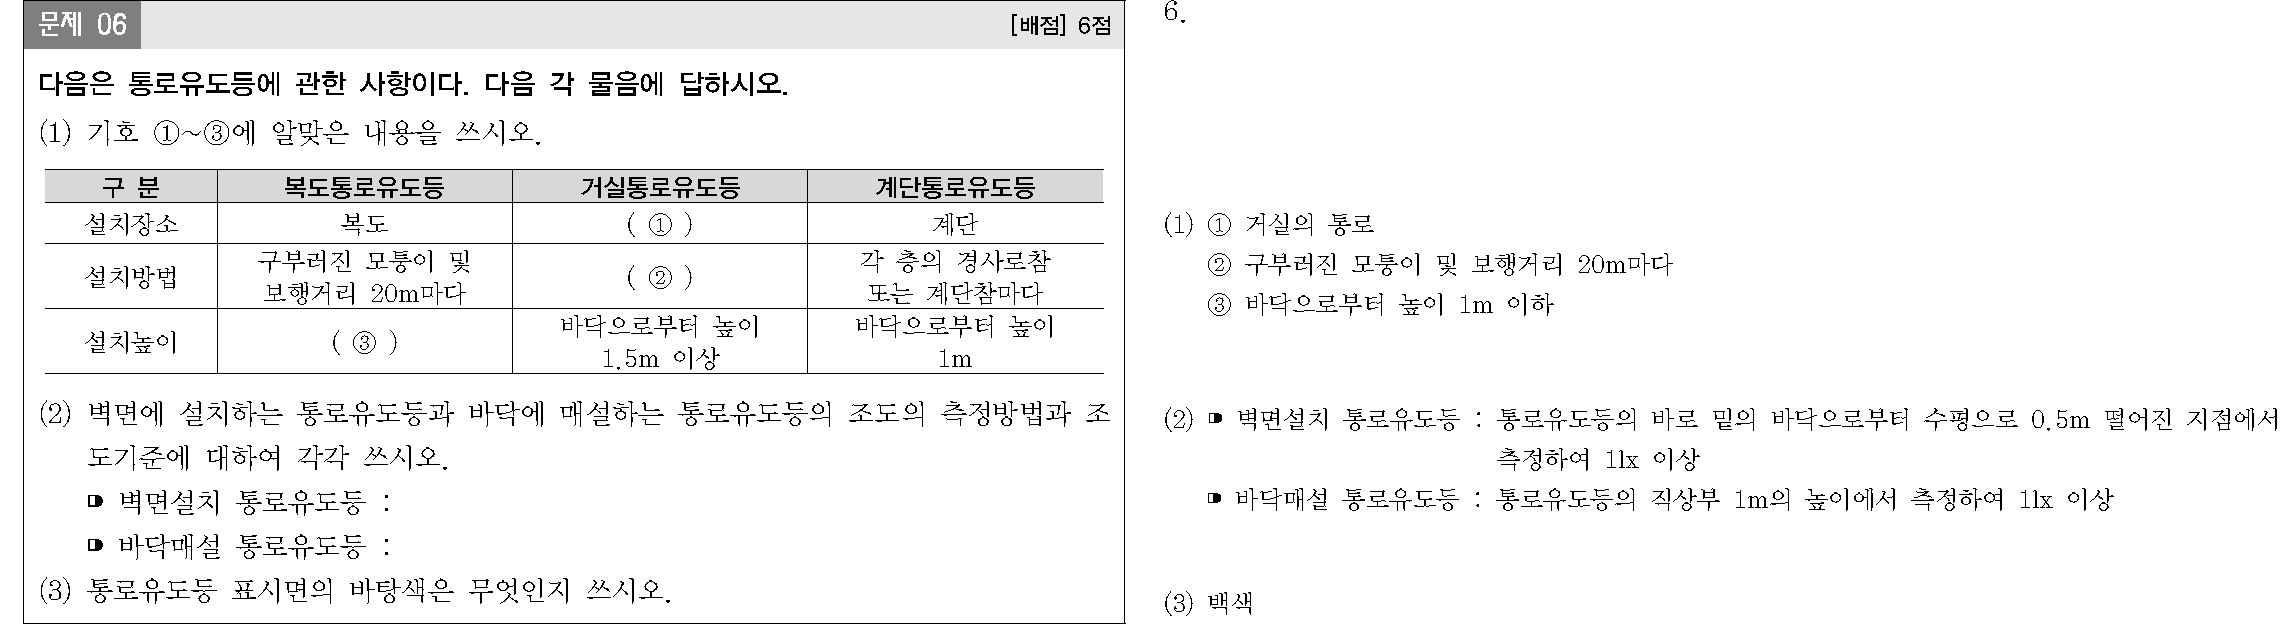 문제 06
[배점] 6점
다음은 통로유도등에 관한 사항이다. 다음 각 물음에 답하시오.
(1) 기호 ①~③에 알맞은 내용을 쓰시오.
구 분 복도통로유도등 거실통로유도등 계단통로유도등
설치장소 복도 ( ① ) 계단
설치방법 구부러진 모퉁이 및 보행거리 20m마다 ( ② ) 각 층의 경사로참 또는 계단참마다
설치높이 ( ③ ) 바닥으로부터 높이 1.5m 이상 바닥으로부터 높이 1m
(2) 벽면에 설치하는 통로유도등과 바닥에 매설하는 통로유도등의 조도의 측정방법과 조
도기준에 대하여 각각 쓰시오.
벽면설치 통로유도등 :
바닥매설 통로유도등 :
(3) 통로유도등 표시면의 바탕색은 무엇인지 쓰시오.
6.
(1) ① 거실의 통로
② 구부러진 모퉁이 및 보행거리 20m마다
③ 바닥으로부터 높이 1m 이하
(2) 벽면설치 통로유도등 : 통로유도등의 바로 밑의 바닥으로부터 수평으로 0.5m 떨어진 지점에서
측정하여 1lx 이상
바닥매설 통로유도등 : 통로유도등의 직상부 1m의 높이에서 측정하여 1lx 이상
(3) 백색